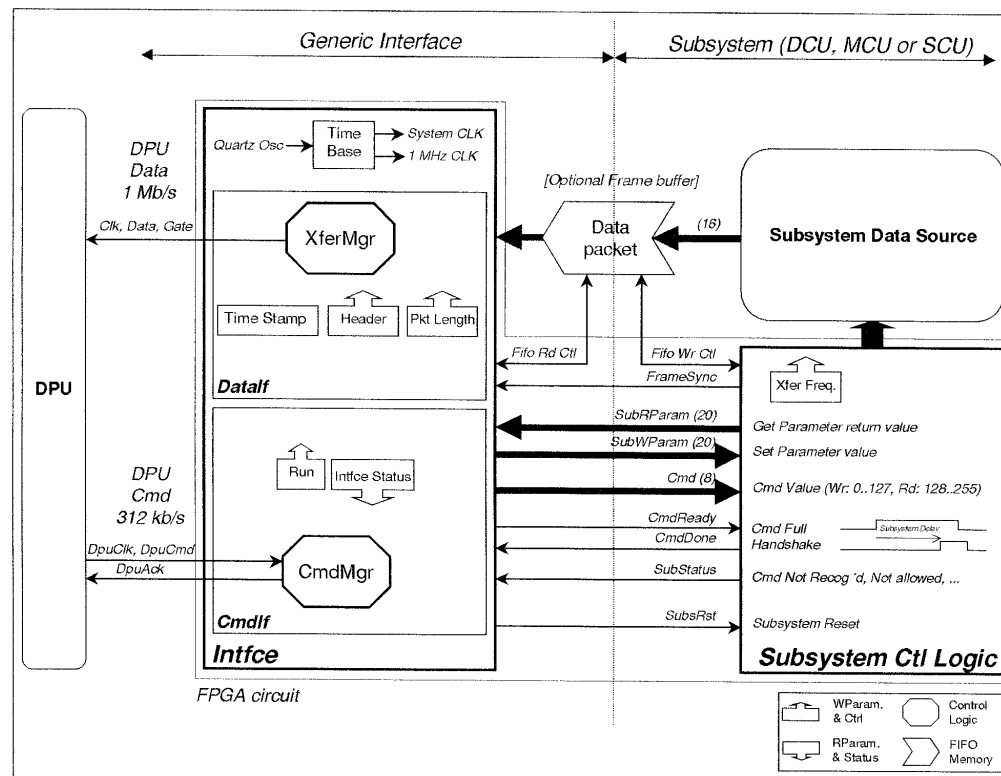 Generic Interface
Subsystem (DCU, MCU or SCU)
DPU
DPU
Data
1 Mb/s
Clk, Data, Gate
DPU
Cmd
312 kb/s
DpuClk, DpuCmd
DpuAck
Quartz Osc
Time
Base
System CLK
1 MHz CLK
XferMgr
Time Stamp
Header
Pkt Length
DataIf
Run
Intfce Status
CmdMgr
CmdIf
Intfce
FPGA circuit
[Optional Frame buffer]
Data
packet
(16)
Subsystem Data Source
Fifo Rd Ctl
Fifo Wr Ctl
FrameSync
SubRParam (20)
SubWParam (20)
Cmd (8)
CmdReady
CmdDone
SubStatus
SubsRst
Xfer Freq.
Get Parameter return value
Set Parameter value
Cmd Value (Wr: 0..127, Rd: 128..255)
Cmd Full
Handshake
Subsystem Delay
Cmd Not Recog 'd, Not allowed, ...
Subsystem Reset
Subsystem Ctl Logic
WParam.
& Ctrl
Control
Logic
RParam.
& Status
FIFO
Memory